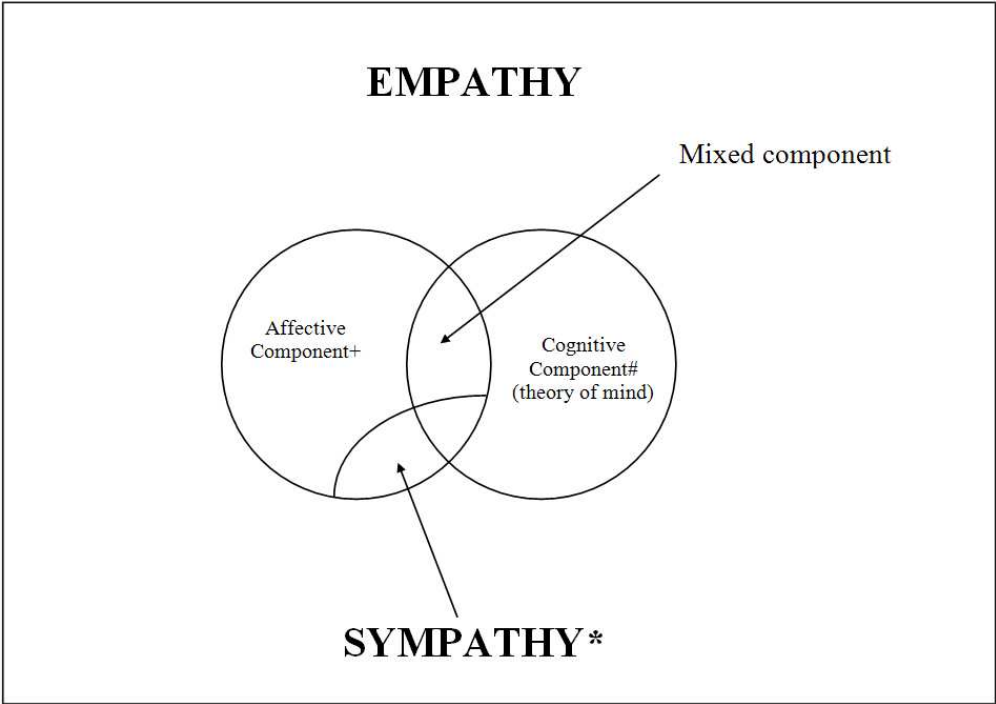 EMPATHY
Mixed component
Affective
Component+
Cognitive
Component#
(theory of mind)
SYMPATHY*